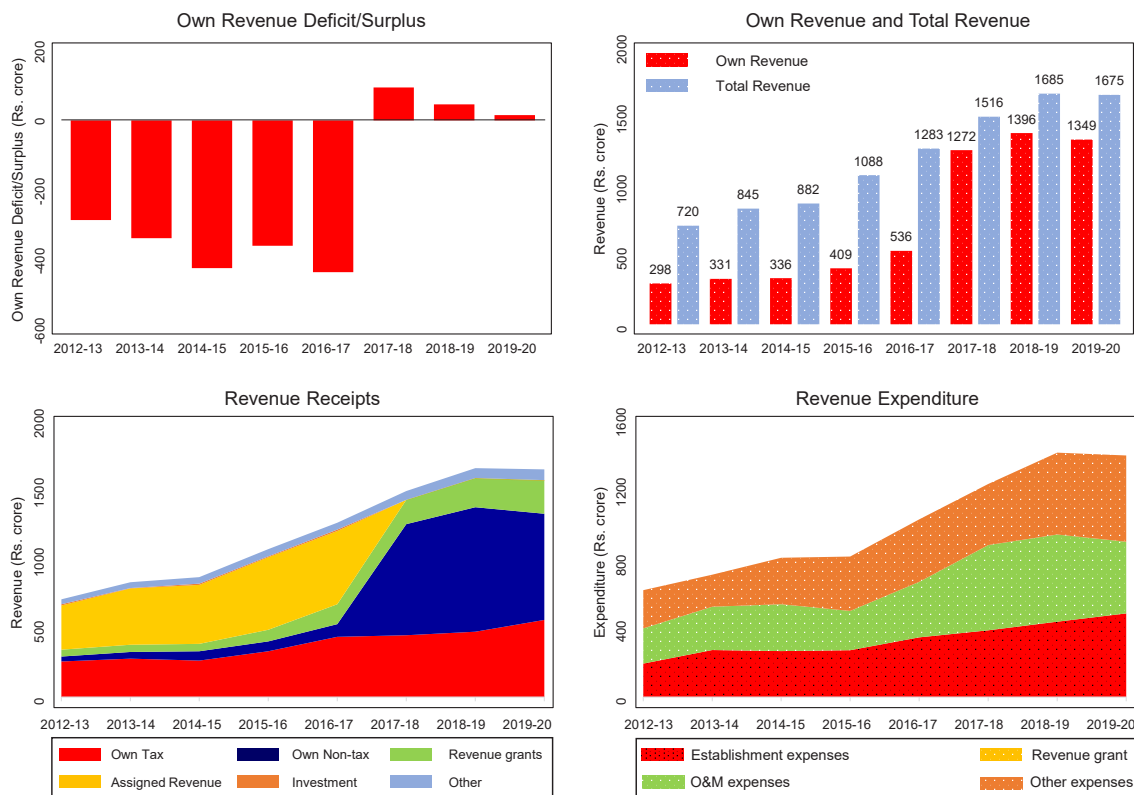 Own Revenue Deficit/Surplus
Own Revenue Deficit/Surplus (Rs. crore)
200
0
-200
-400
-600
2012-13 2013-14 2014-15 2015-16 2016-17 2017-18 2018-19 2019-20
Own Revenue and Total Revenue
Revenue (Rs. crore)
2000
1500
1000
500
0
Own Revenue
Total Revenue
298 720 331 845 336 882 409 1088 536 1283 1272 1516 1396 1685 1349 1675
2012-13 2013-14 2014-15 2015-16 2016-17 2017-18 2018-19 2019-20
Revenue Receipts
Revenue (Rs. crore)
2000
1500
1000
500
0
2012-13 2013-14 2014-15 2015-16 2016-17 2017-18 2018-19 2019-20
Own Tax Own Non-tax Revenue grants
Assigned Revenue Investment Other
Revenue Expenditure
Expenditure (Rs. crore)
1600
1200
800
400
0
2012-13 2013-14 2014-15 2015-16 2016-17 2017-18 2018-19 2019-20
Establishment expenses Revenue grant
O&M expenses Other expenses